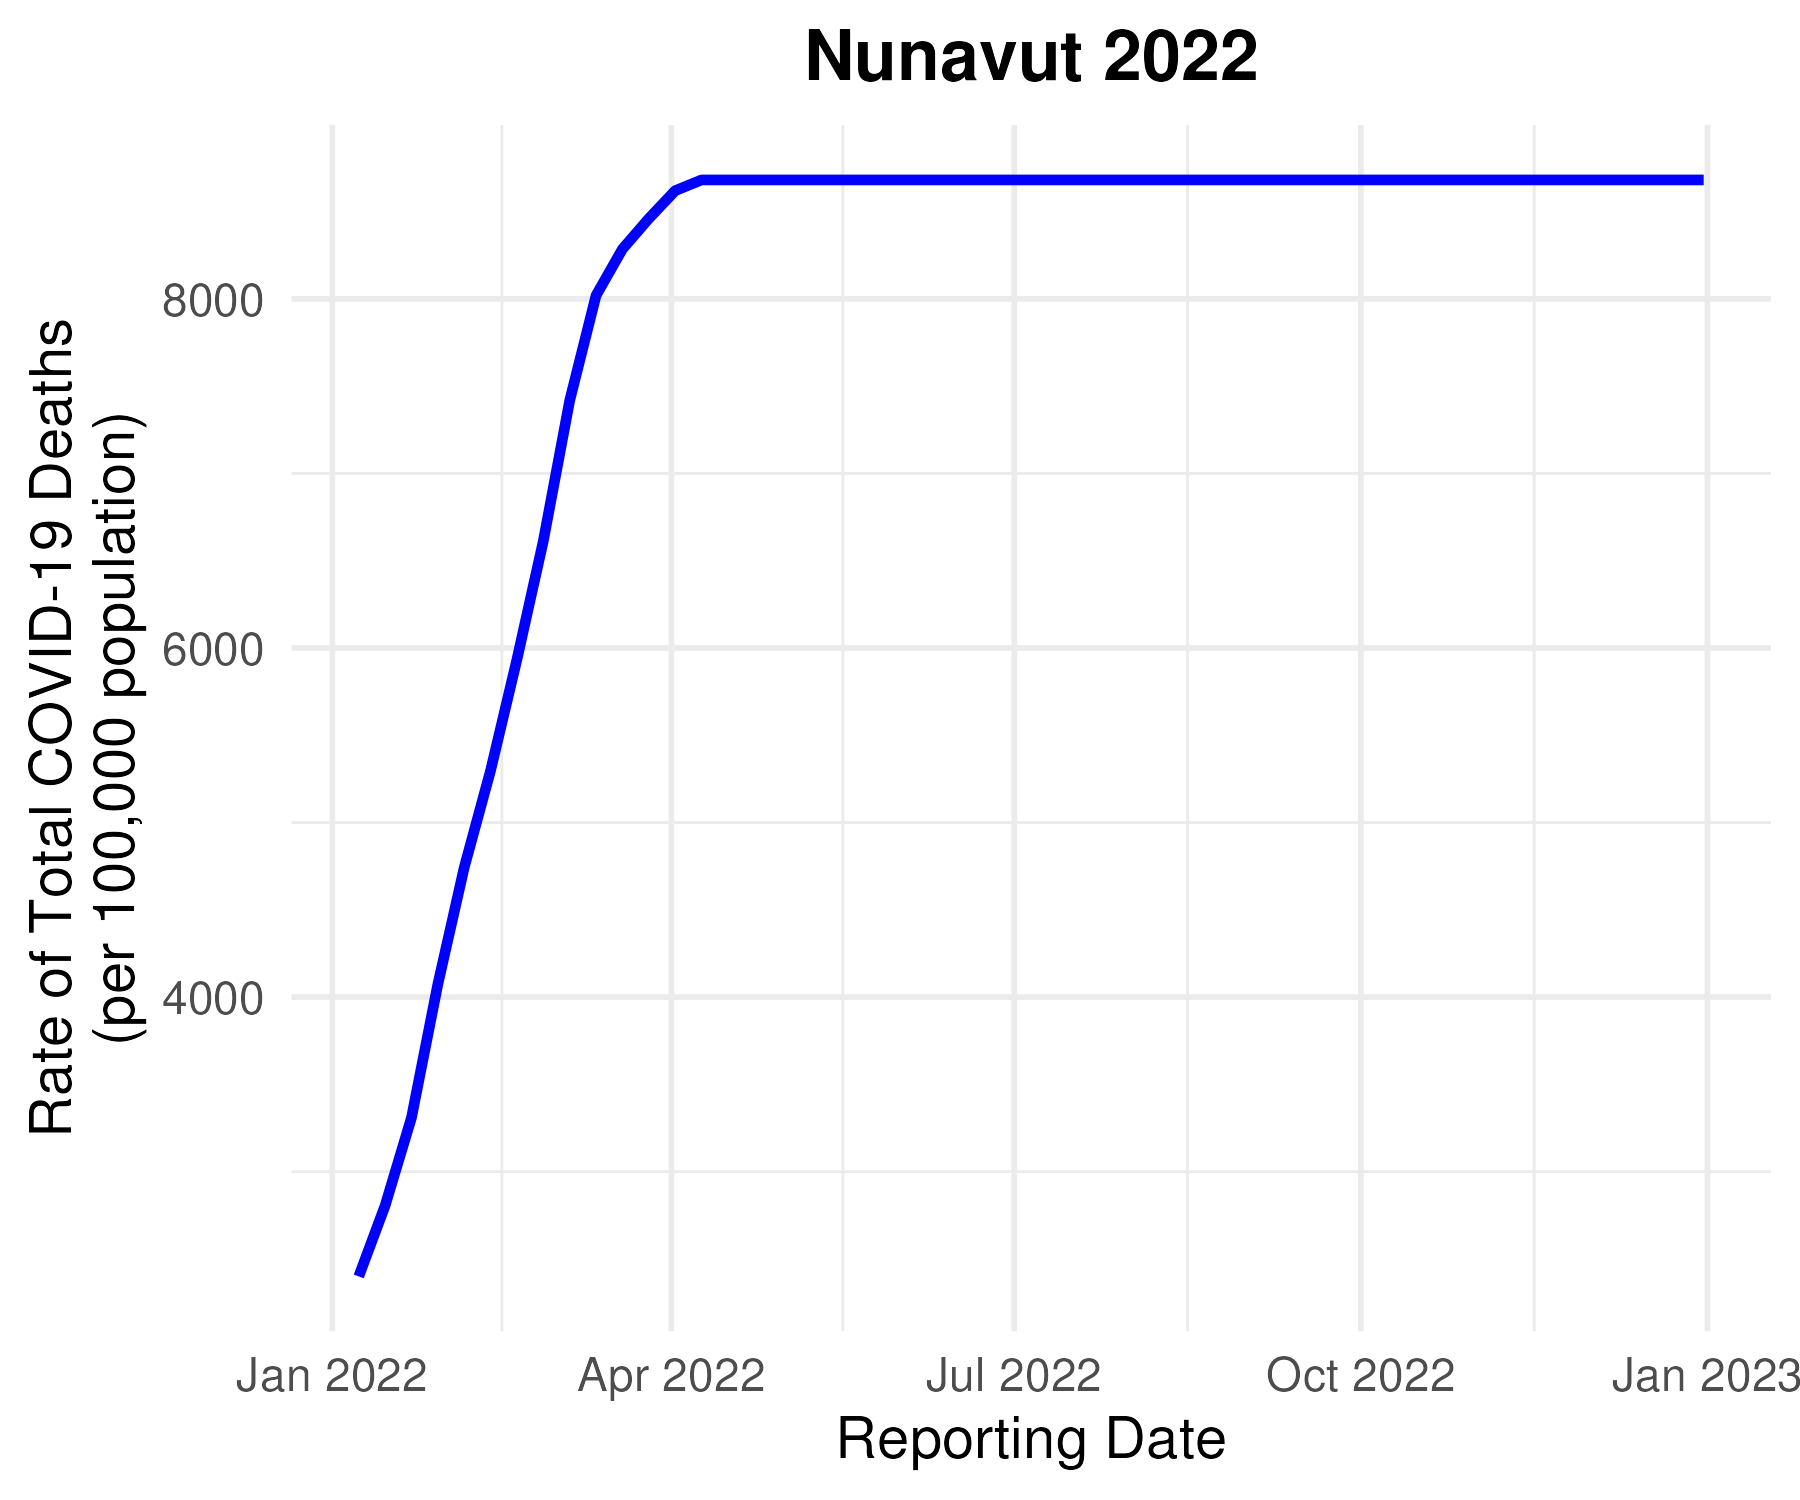 Nunavut 2022
Rate of Total COVID-19 Deaths
(per 100,000 population)
8000
6000
4000
Jan 2022
Apr 2022
Jul 2022
Oct 2022
Jan 2023
Reporting Date